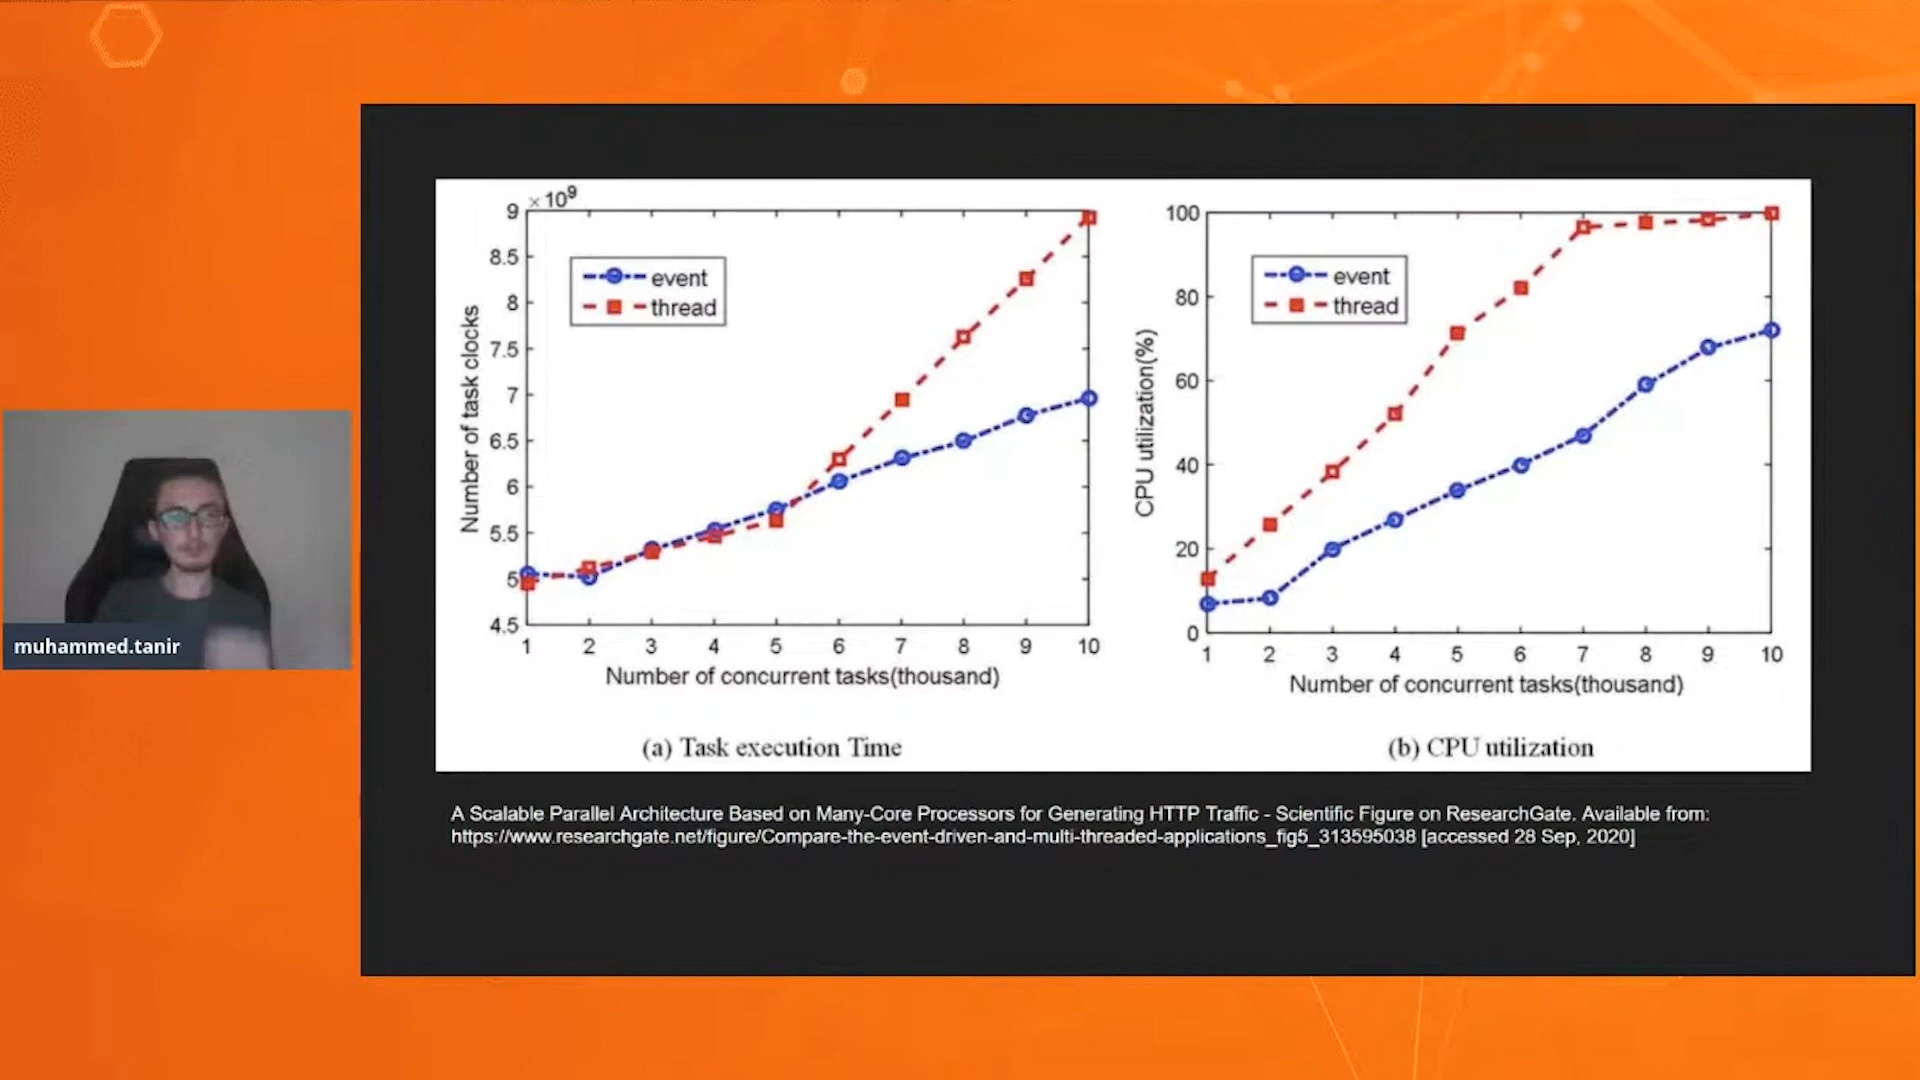 ×10⁹
9
8.5
8
7.5
7
6.5
6
5.5
5
4.5
Number of task clocks
event
thread
1 2 3 4 5 6 7 8 9 10
Number of concurrent tasks(thousand)
(a) Task execution Time
100
80
60
40
20
0
CPU utilization(%)
event
thread
1 2 3 4 5 6 7 8 9 10
Number of concurrent tasks(thousand)
(b) CPU utilization
muhammed.tanir
A Scalable Parallel Architecture Based on Many-Core Processors for Generating HTTP Traffic - Scientific Figure on ResearchGate. Available from:
https://www.researchgate.net/figure/Compare-the-event-driven-and-multi-threaded-applications_fig5_313595038 [accessed 28 Sep, 2020]